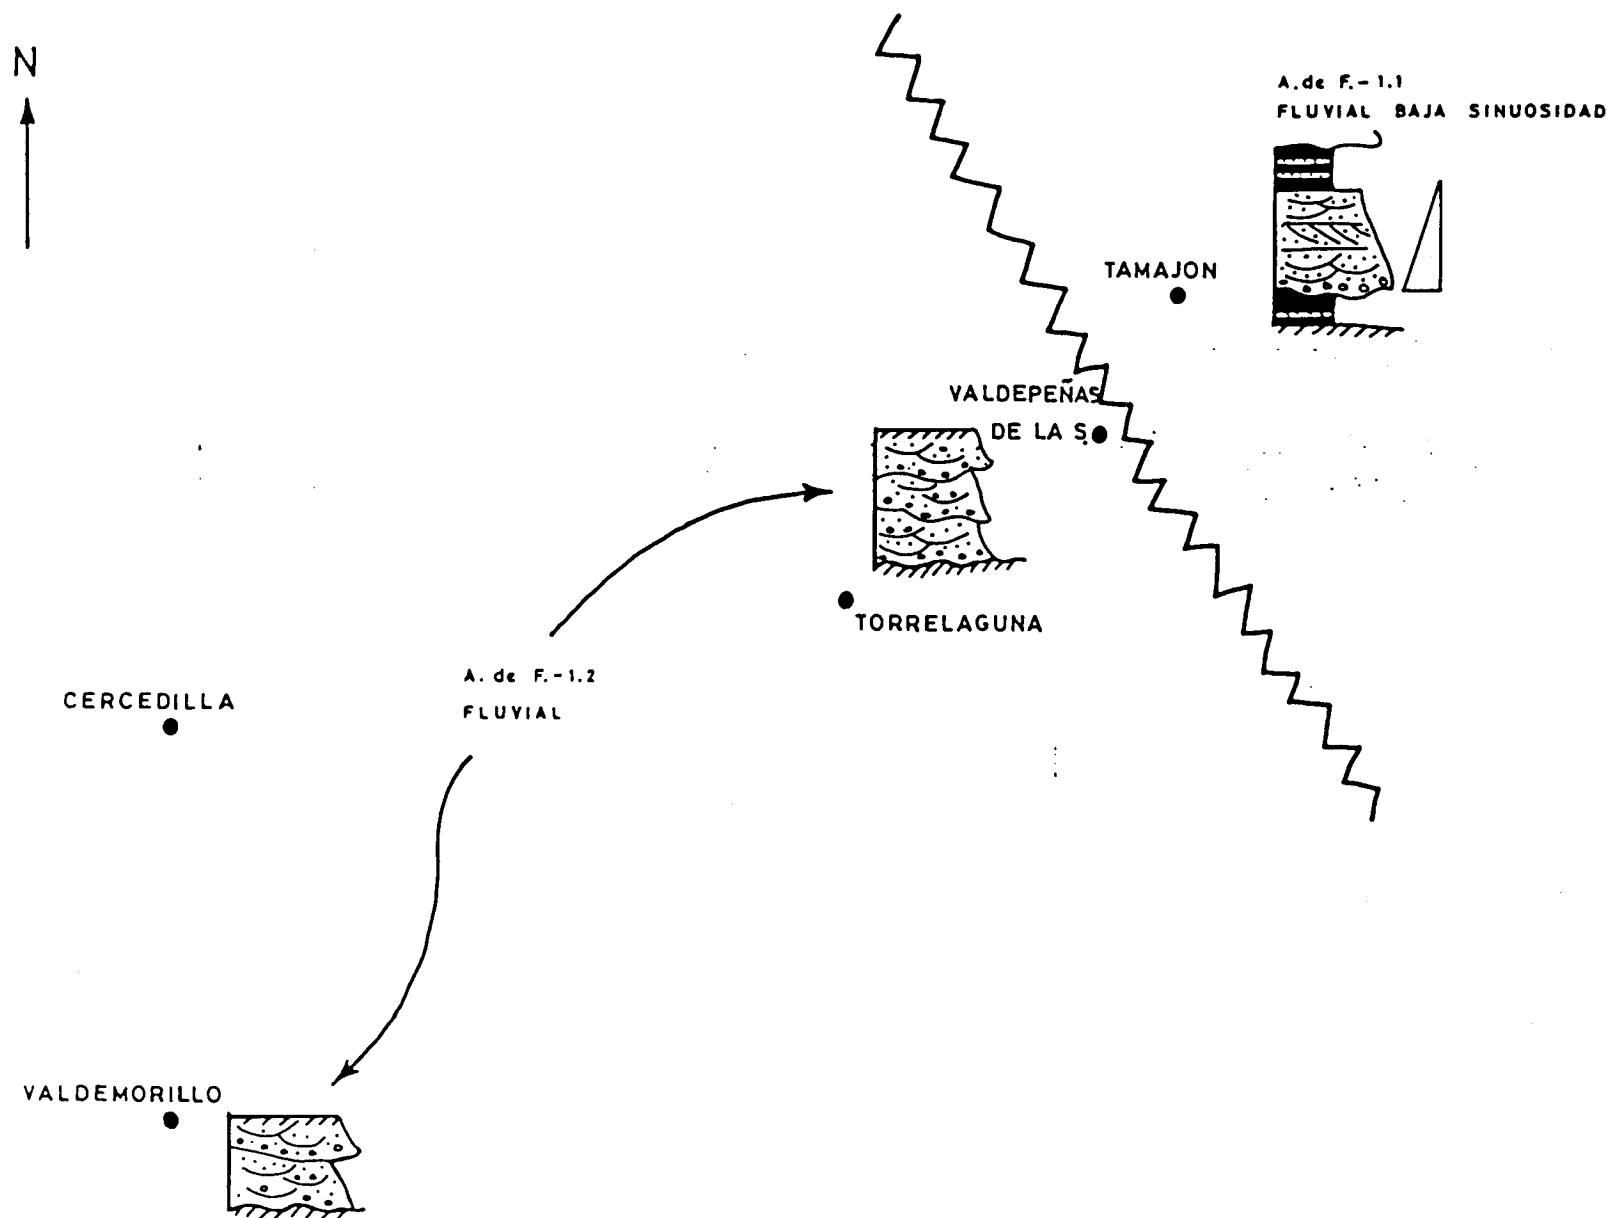 N
A. de F.-1.1
FLUVIAL BAJA SINUOSIDAD
TAMAJON
VALDEPEÑAS
DE LA S.
TORRELAGUNA
A. de F.-1.2
FLUVIAL
CERCEDILLA
VALDEMORILLO